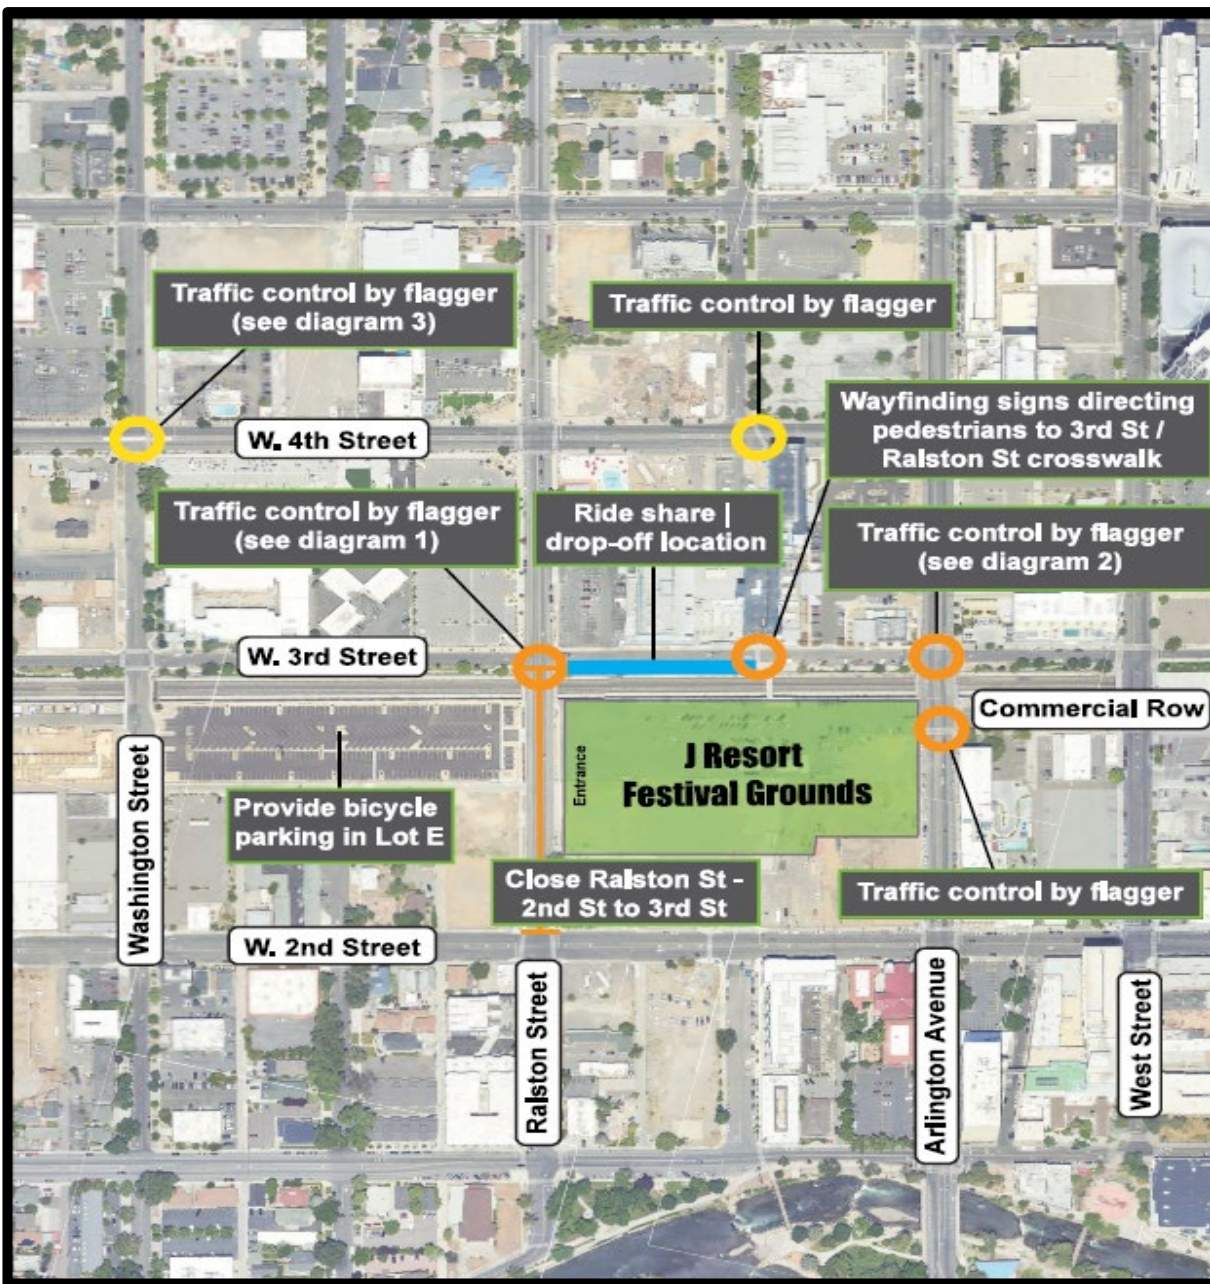 Traffic control by flagger
(see diagram 3)
Traffic control by flagger
Wayfinding signs directing
pedestrians to 3rd St /
Ralston St crosswalk
W. 4th Street
Traffic control by flagger
(see diagram 1)
Ride share |
drop-off location
Traffic control by flagger
(see diagram 2)
W. 3rd Street
Commercial Row
Entrance
J Resort
Festival Grounds
Washington Street
Provide bicycle
parking in Lot E
Close Ralston St -
2nd St to 3rd St
Traffic control by flagger
W. 2nd Street
Ralston Street
Arlington Avenue
West Street